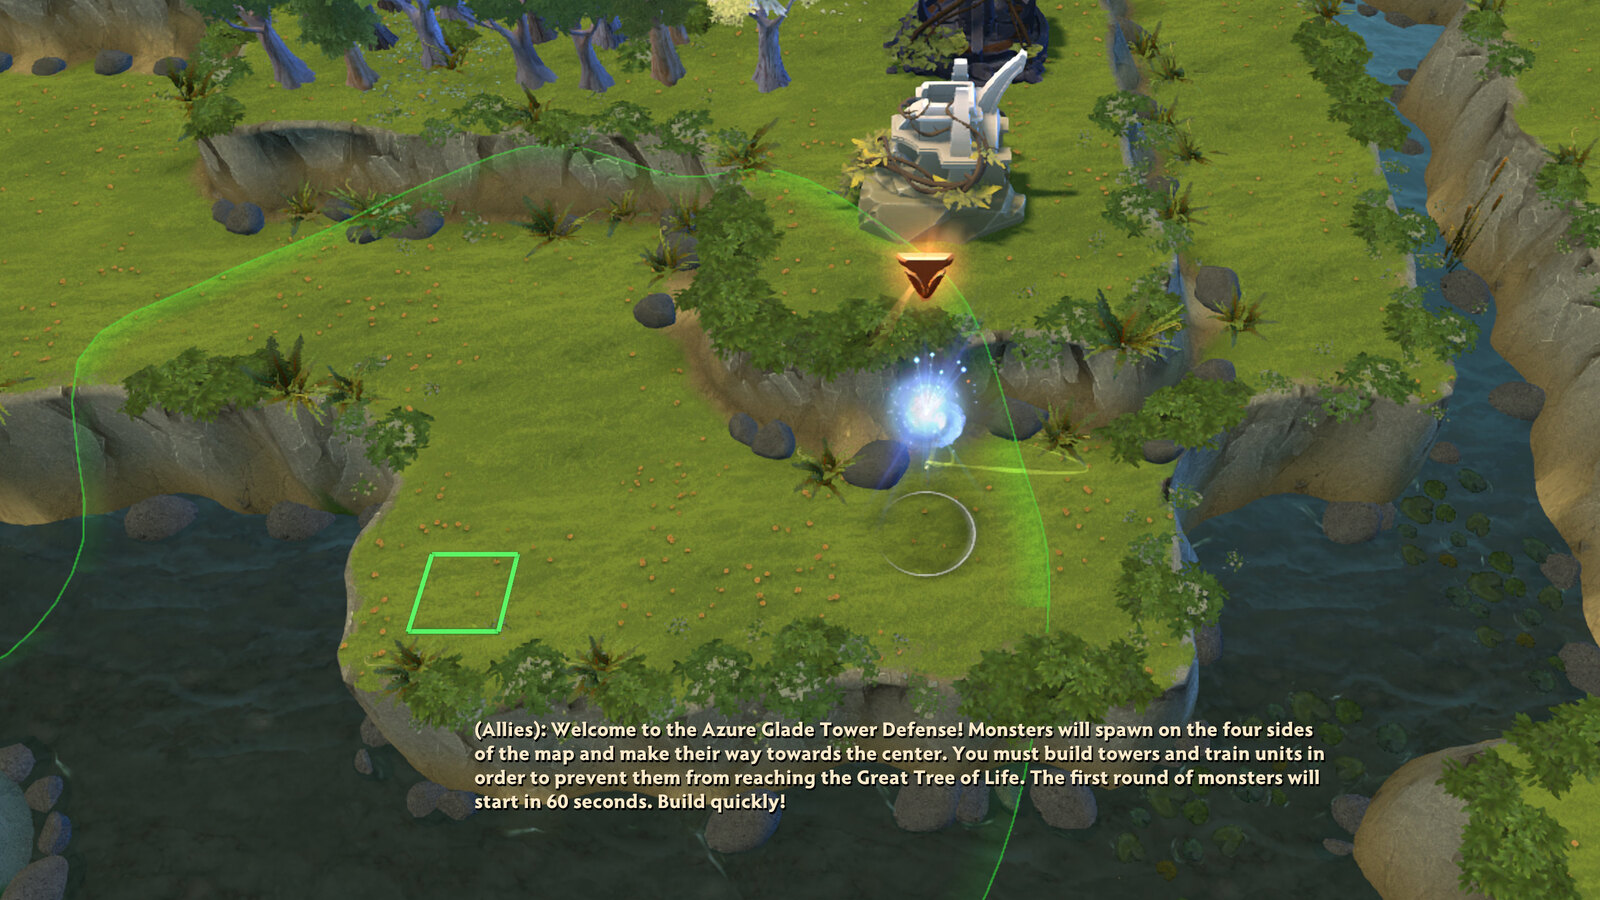 (Allies): Welcome to the Azure Glade Tower Defense! Monsters will spawn on the four sides
of the map and make their way towards the center. You must build towers and train units in
order to prevent them from reaching the Great Tree of Life. The first round of monsters will
start in 60 seconds. Build quickly!